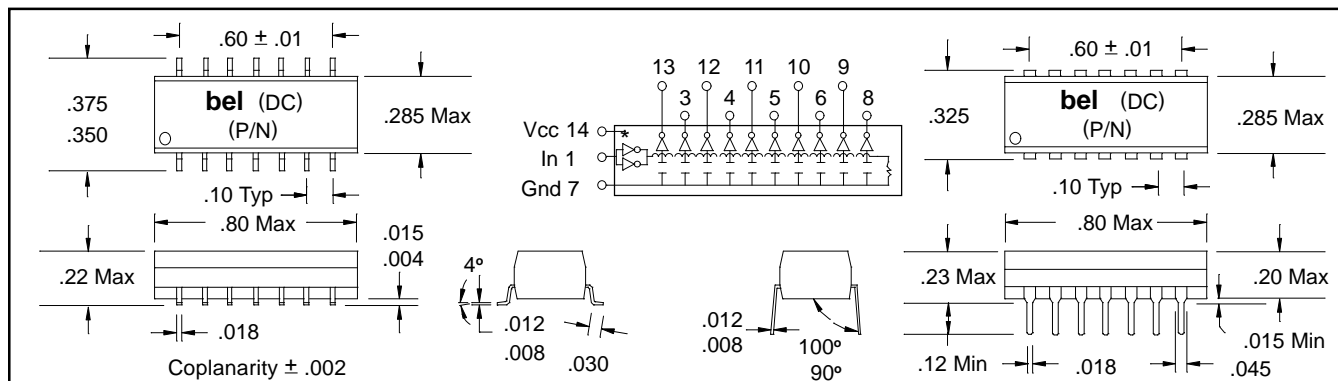 .60 ± .01
.375
.350
bel (DC)
(P/N)
.285 Max
.10 Typ
.80 Max
.22 Max
.015
.004
.018
Coplanarity ± .002
13
12
11
10
9
3
4
5
6
8
Vcc 14
*
In 1
Gnd 7
4º
.012
.008
.030
.012
.008
100º
90º
.60 ± .01
.325
bel (DC)
(P/N)
.285 Max
.10 Typ
.80 Max
.23 Max
.20 Max
.015 Min
.12 Min
.018
.045